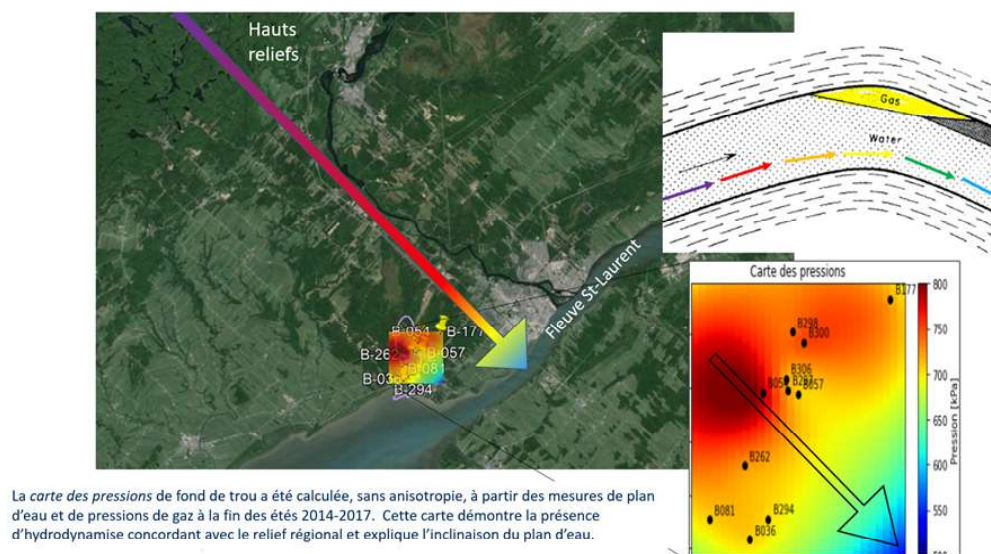 Hauts
reliefs
Fleuve St-Laurent
B-064
B-177
B-262
B-057
B-081
B-03
B-294
Gas
Water
Carte des pressions
B177
B298
B300
B306
B057
B262
B081
B294
B036
800
750
700
650
600
550
Pression [kPa]
La carte des pressions de fond de trou a été calculée, sans anisotropie, à partir des mesures de plan
d'eau et de pressions de gaz à la fin des étés 2014-2017. Cette carte démontre la présence
d'hydrodynamise concordant avec le relief régional et explique l'inclinaison du plan d'eau.